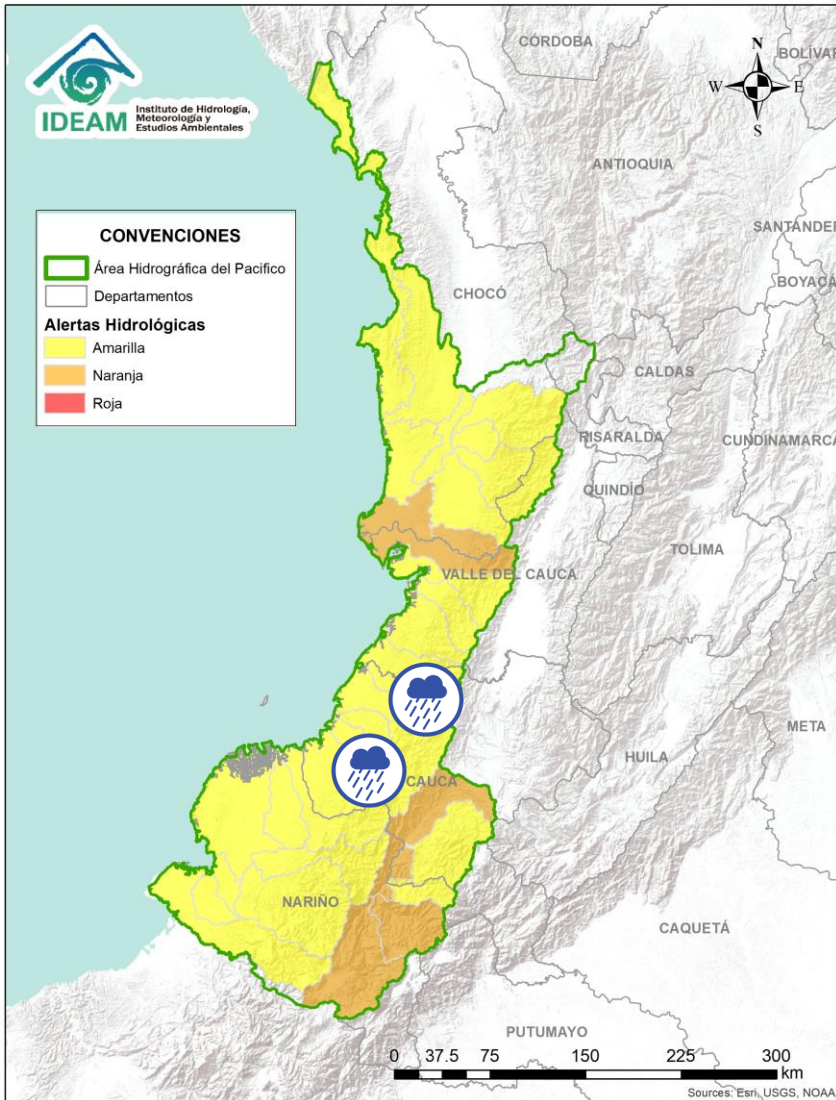 IDEAM
Instituto de Hidrología,
Meteorología y
Estudios Ambientales
CÓRDOBA
BOLÍVAR
N
W
E
S
ANTIOQUIA
SANTANDER
BOYACÁ
CONVENCIONES
Área Hidrográfica del Pacifico
Departamentos
Alertas Hidrológicas
Amarilla
Naranja
Roja
CHOCÓ
CALDAS
RISARALDA
CUNDINAMARCA
QUINDÍO
TOLIMA
VALLE DEL CAUCA
META
HUILA
CAUCA
NARIÑO
CAQUETÁ
PUTUMAYO
0 37.5 75 150 225 300
km
Sources: Esri, USGS, NOAA